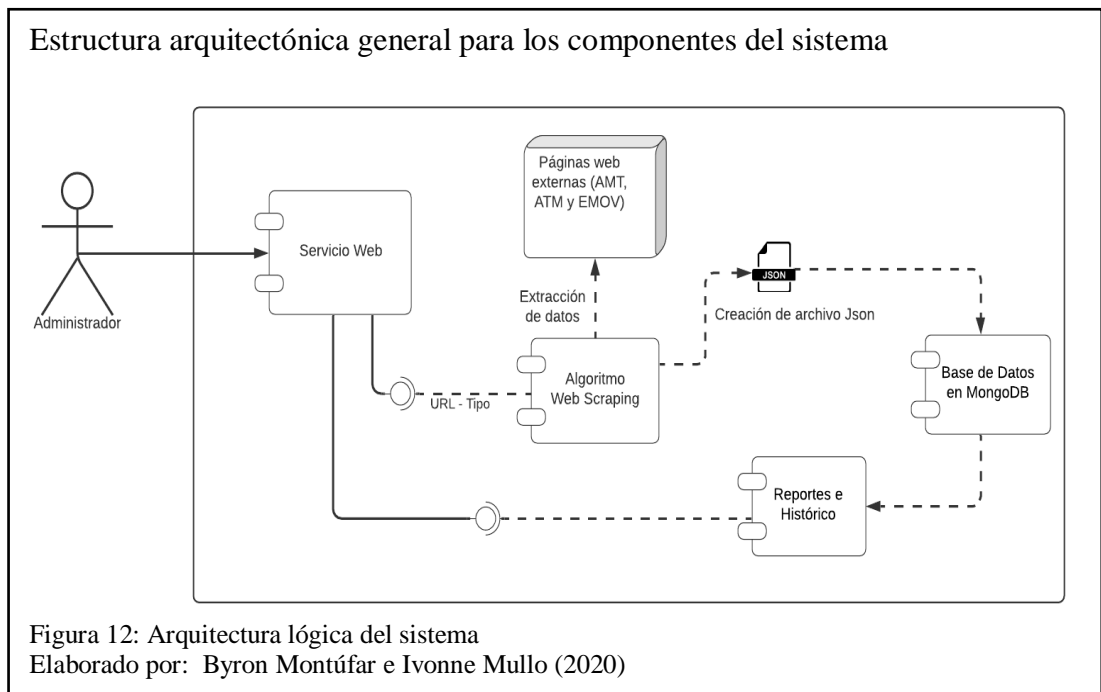 Estructura arquitectónica general para los componentes del sistema
Páginas web
externas (AMT,
ATM y EMOV)
Servicio Web
JSON
Extracción
de datos
Creación de archivo Json
Administrador
Algoritmo
Web Scraping
Base de Datos
en MongoDB
URL - Tipo
Reportes e
Histórico
Figura 12: Arquitectura lógica del sistema
Elaborado por: Byron Montúfar e Ivonne Mullo (2020)